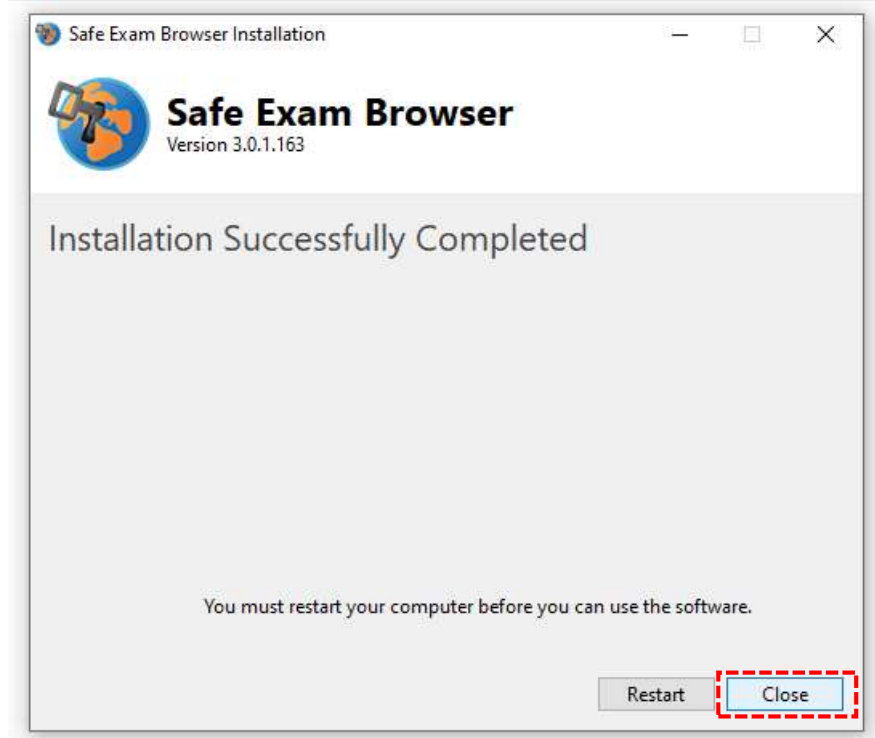 Safe Exam Browser Installation
Safe Exam Browser
Version 3.0.1.163
Installation Successfully Completed
You must restart your computer before you can use the software.
Restart Close